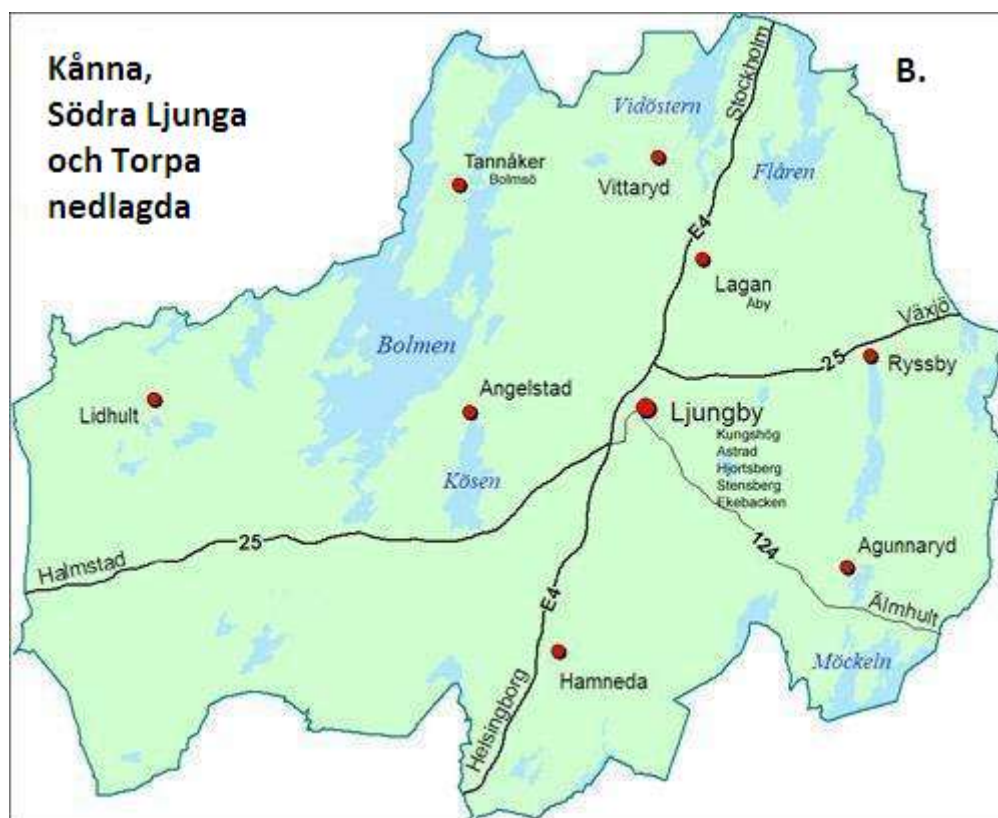 Kånna,
Södra Ljunga
och Torpa
nedlagda
B.
Stockholm
Vidöstern
Flåren
Tannåker
Bolmsö
Vittaryd
E4
Lagan
Åby
Växjö
25
Ryssby
Bolmen
Angelstad
Lidhult
Ljungby
Kungshög
Astrad
Hjortsberg
Stensberg
Ekebacken
Kösen
25
Halmstad
124
Agunnaryd
Älmhult
E4
Möckeln
Hamneda
Helsingborg